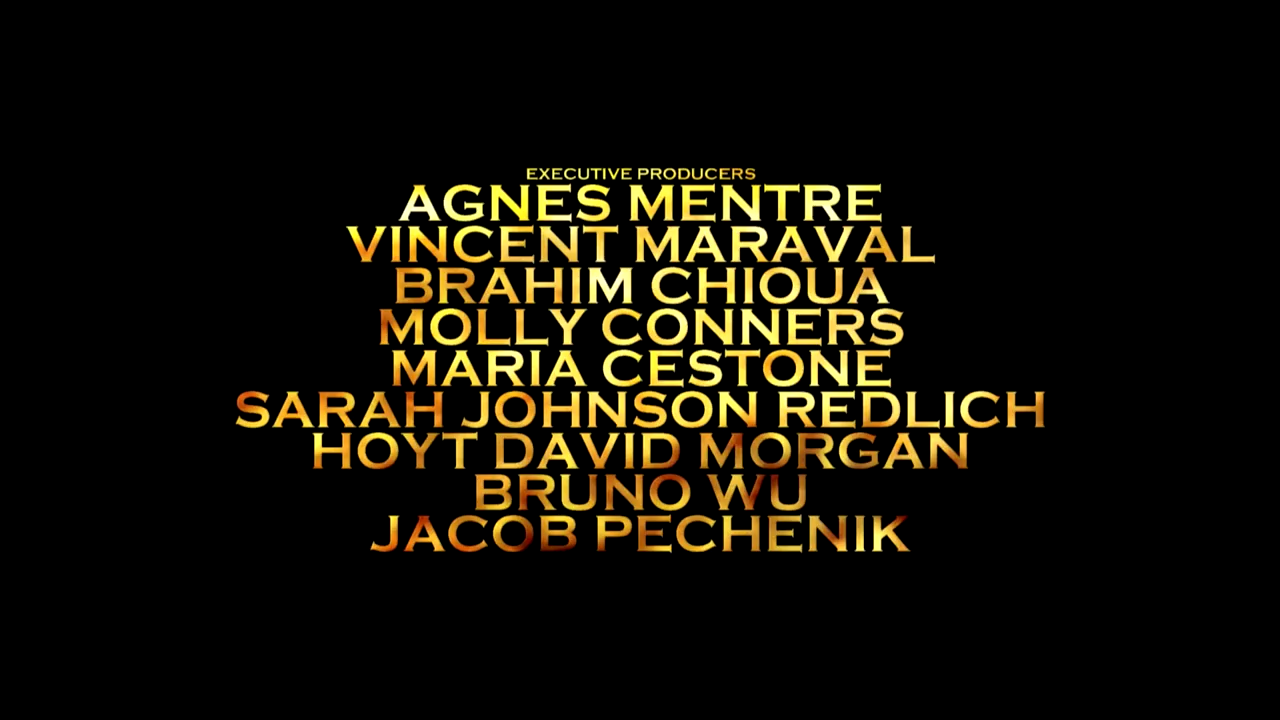 EXECUTIVE PRODUCERS
AGNES MENTRE
VINCENT MARAVAL
BRAHIM CHIOUA
MOLLY CONNERS
MARIA CESTONE
SARAH JOHNSON REDLICH
HOYT DAVID MORGAN
BRUNO WU
JACOB PECHENIK